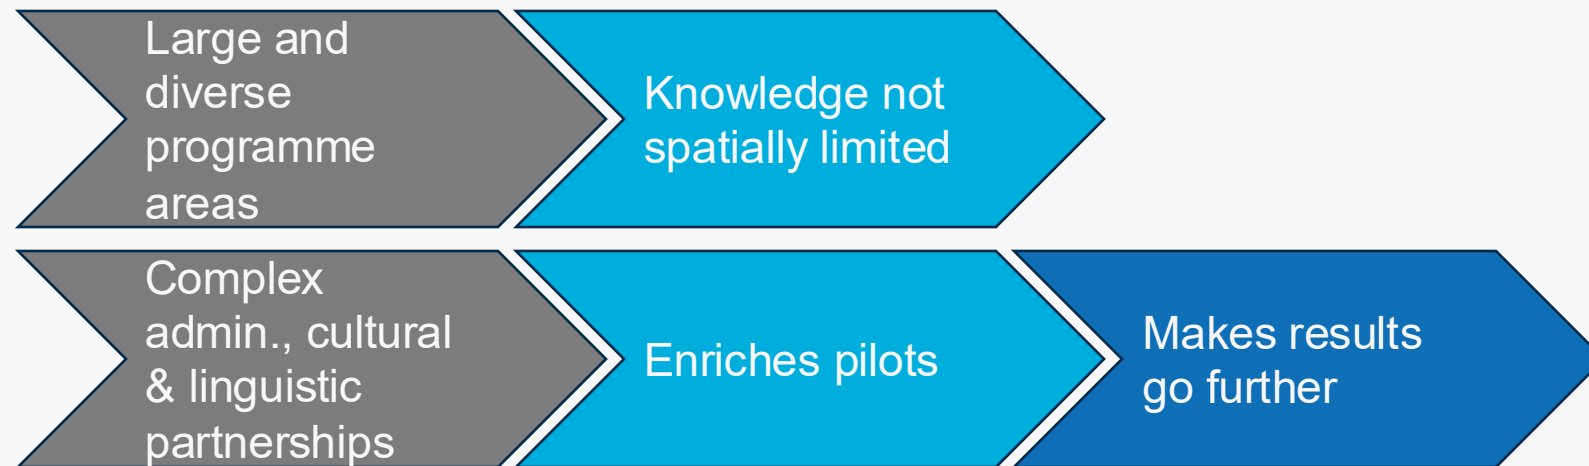 Large and
diverse
programme
areas
Knowledge not
spatially limited
Complex
admin., cultural
& linguistic
partnerships
Enriches pilots
Makes results
go further